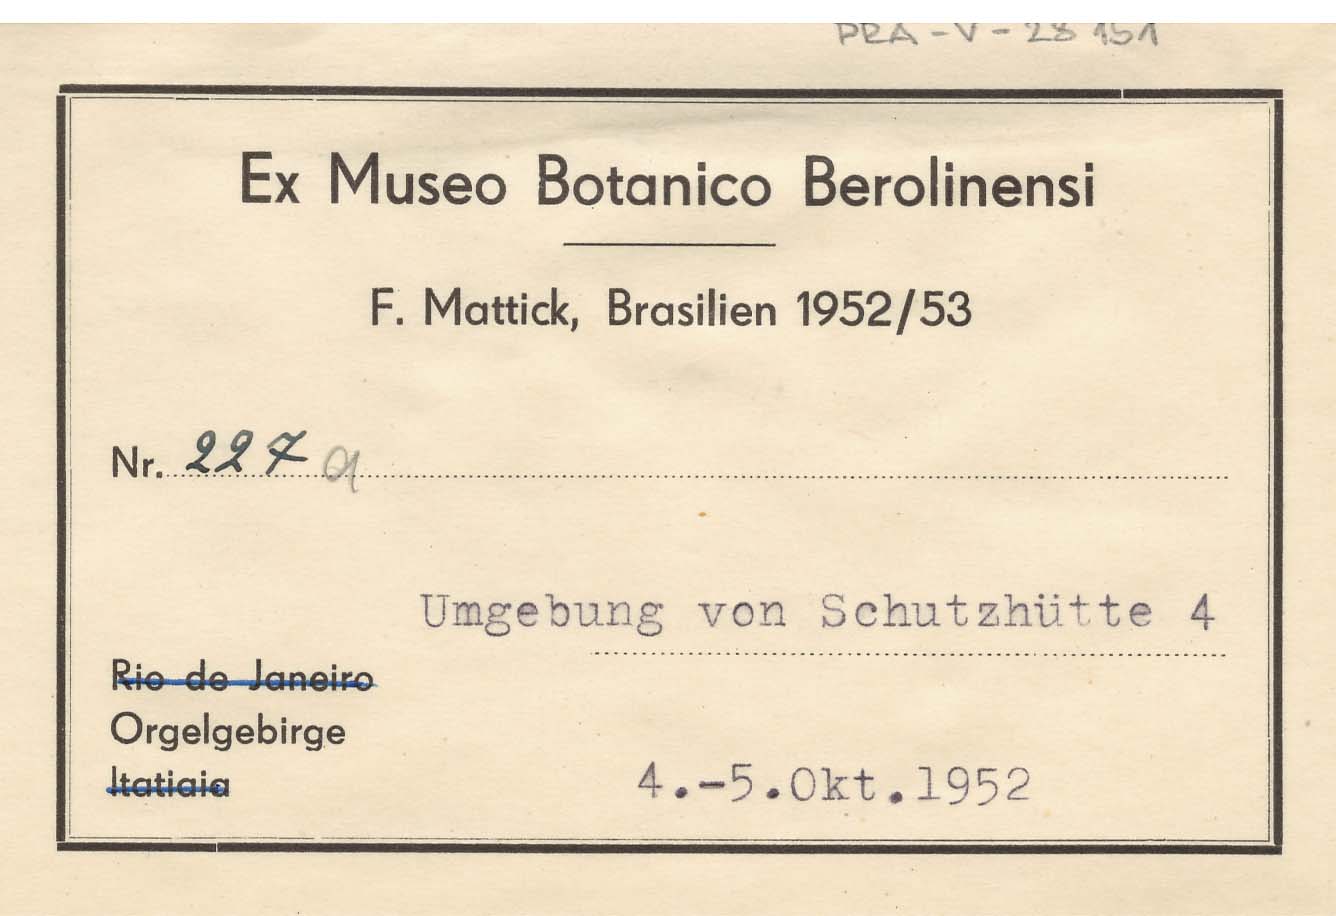 PRA-V-28151
Ex Museo Botanico Berolinensi
F. Mattick, Brasilien 1952/53
Nr. 227 a
Umgebung von Schutzhütte 4
Rio de Janeiro
Orgelgebirge
Itatiaia
4.-5.Okt.1952